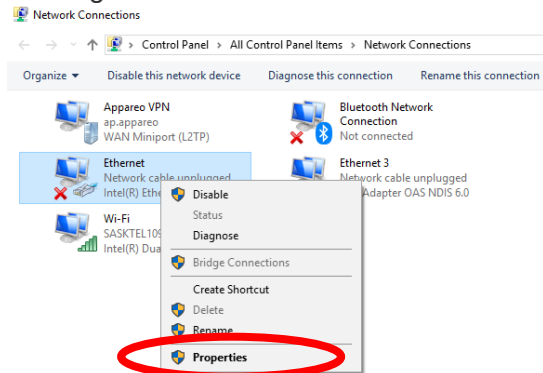 Network Connections
Control Panel > All Control Panel Items > Network Connections
Organize Disable this network device Diagnose this connection Rename this connection
Appareo VPN
ap.appareo
WAN Miniport (L2TP)
Bluetooth Network
Connection
Not connected
Ethernet
Network cable unplugged
Intel(R) Ethe
Ethernet 3
Network cable unplugged
Adapter OAS NDIS 6.0
Wi-Fi
SASKTEL109
Intel(R) Dua
Disable
Status
Diagnose
Bridge Connections
Create Shortcut
Delete
Rename
Properties